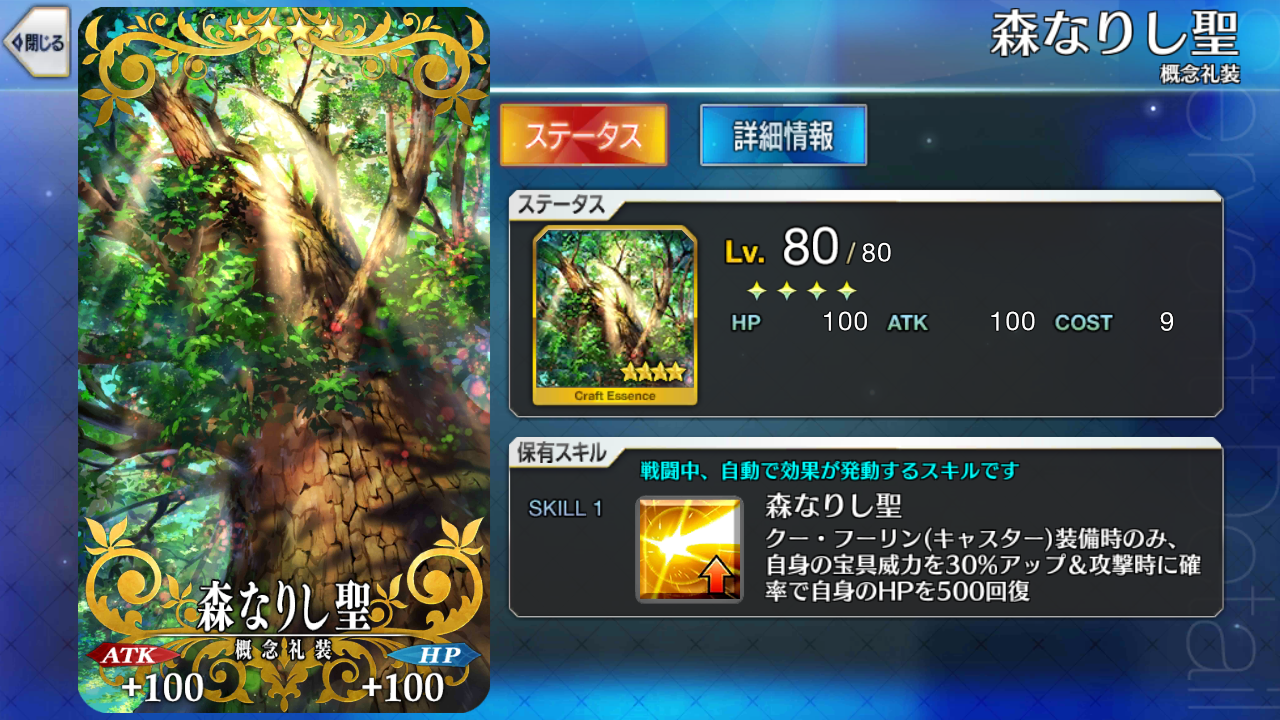 閉じる
森なりし聖
概念礼装
ステータス
詳細情報
ステータス
Lv. 80/80
HP 100 ATK 100 COST 9
Craft Essence
保有スキル
戦闘中、自動で効果が発動するスキルです
SKILL 1
森なりし聖
クー・フーリン(キャスター)装備時のみ、
自身の宝具威力を30%アップ&攻撃時に確
率で自身のHPを500回復
森なりし聖
概念礼装
ATK
HP
+100
+100